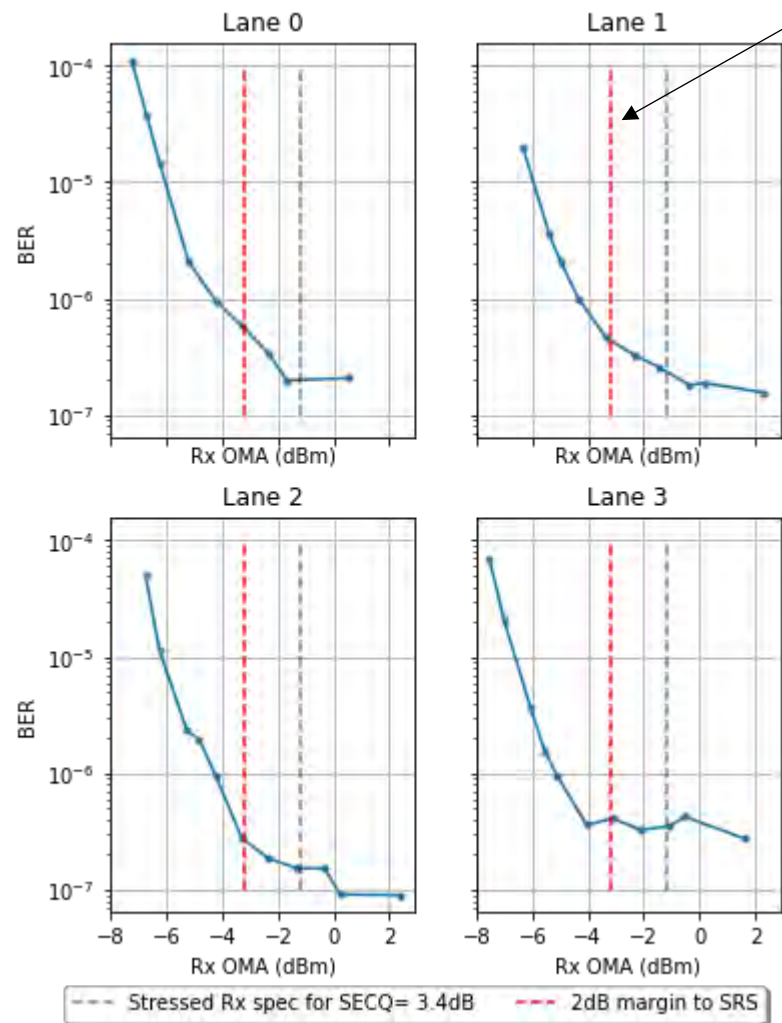 Lane 0
Lane 1
10⁻⁴
10⁻⁵
10⁻⁶
10⁻⁷
BER
Rx OMA (dBm)
Rx OMA (dBm)
Lane 2
Lane 3
10⁻⁴
10⁻⁵
10⁻⁶
10⁻⁷
BER
−8 −6 −4 −2 0 2
−8 −6 −4 −2 0 2
Rx OMA (dBm)
Rx OMA (dBm)
Stressed Rx spec for SECQ= 3.4dB
2dB margin to SRS